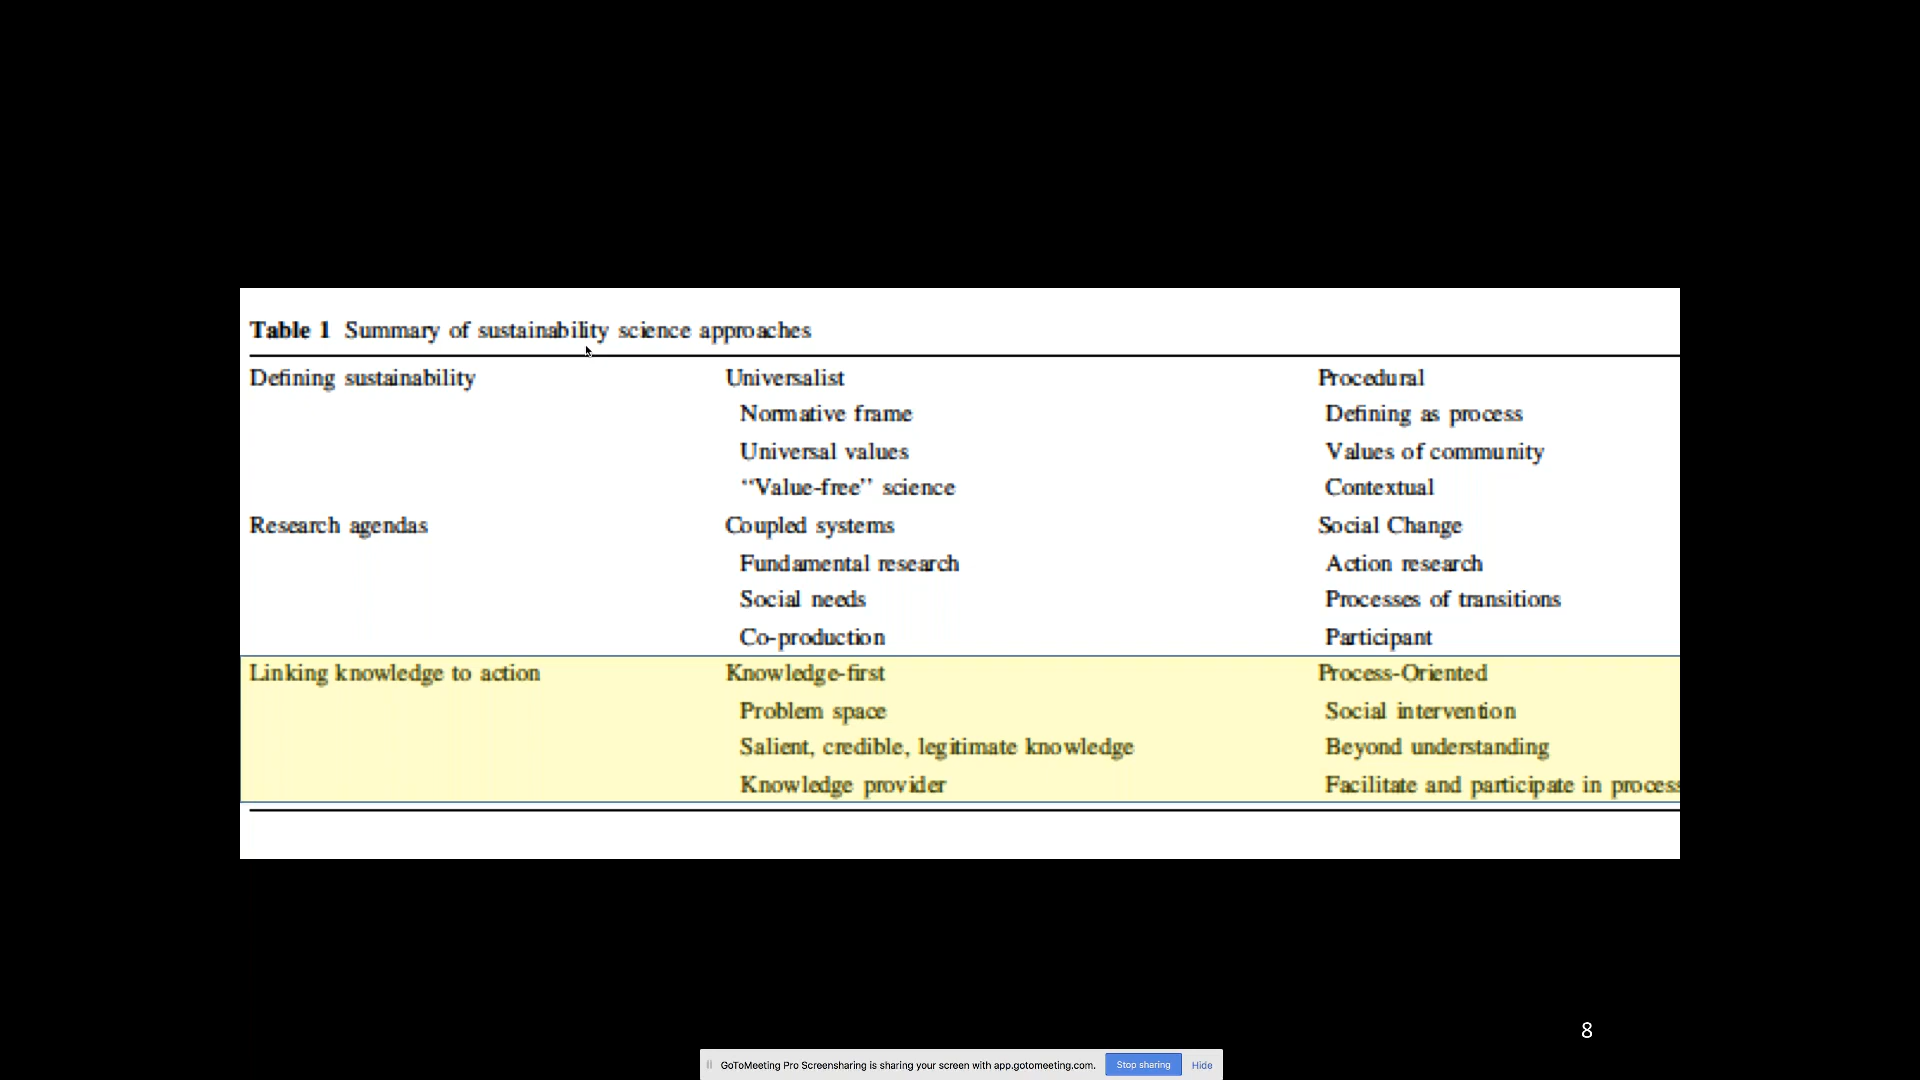 Table 1 Summary of sustainability science approaches
Defining sustainability Universalist Procedural
Normative frame Defining as process
Universal values Values of community
“Value-free” science Contextual
Research agendas Coupled systems Social Change
Fundamental research Action research
Social needs Processes of transitions
Co-production Participant
Linking knowledge to action Knowledge-first Process-Oriented
Problem space Social intervention
Salient, credible, legitimate knowledge Beyond understanding
Knowledge provider Facilitate and participate in process
8
GoToMeeting Pro Screensharing is sharing your screen with app.gotomeeting.com. Stop sharing Hide